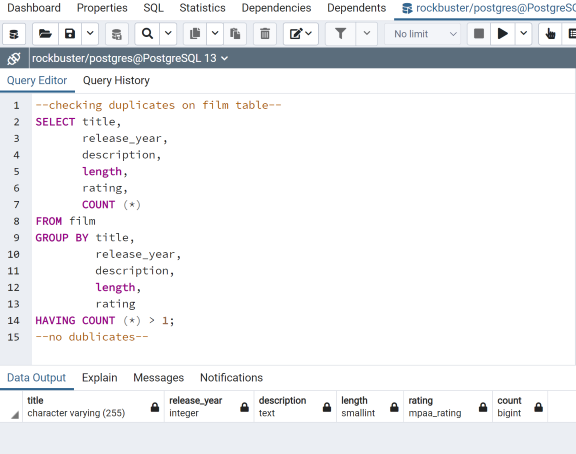 Dashboard Properties SQL Statistics Dependencies Dependents rockbuster/postgres@PostgreSQ
No limit
rockbuster/postgres@PostgreSQL 13
Query Editor Query History
1 --checking duplicates on film table--
2 SELECT title,
3 release_year,
4 description,
5 length,
6 rating,
7 COUNT (*)
8 FROM film
9 GROUP BY title,
10 release_year,
11 description,
12 length,
13 rating
14 HAVING COUNT (*) > 1;
15 --no dublicates--
Data Output Explain Messages Notifications
title release_year description length rating count
character varying (255) integer text smallint mpaa_rating bigint